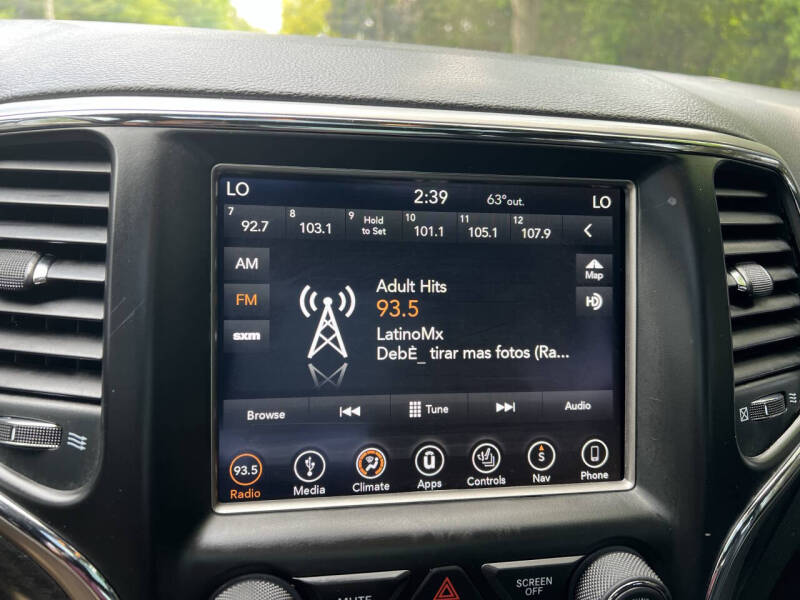 LO 2:39 63°out. LO
7 92.7 8 103.1 9 Hold to Set 10 101.1 11 105.1 12 107.9
AM
Map
Adult Hits
FM
93.5
HD
LatinoMx
sxm
DebÈ_ tirar mas fotos (Ra...
Browse Tune Audio
93.5 S
Radio Media Climate Apps Controls Nav Phone
MUTE
SCREEN
OFF